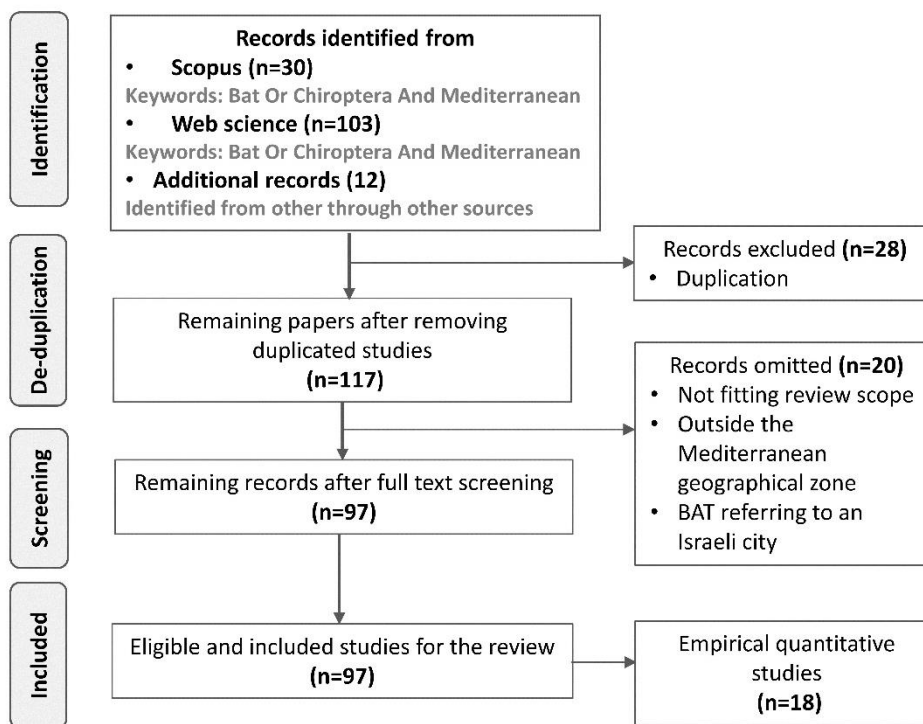 Identification
Records identified from
• Scopus (n=30)
Keywords: Bat Or Chiroptera And Mediterranean
• Web science (n=103)
Keywords: Bat Or Chiroptera And Mediterranean
• Additional records (12)
Identified from other through other sources
De-duplication
Records excluded (n=28)
• Duplication
Remaining papers after removing
duplicated studies
(n=117)
Records omitted (n=20)
• Not fitting review scope
• Outside the
Mediterranean
geographical zone
• BAT referring to an
Israeli city
Screening
Remaining records after full text screening
(n=97)
Included
Eligible and included studies for the review
(n=97)
Empirical quantitative
studies
(n=18)